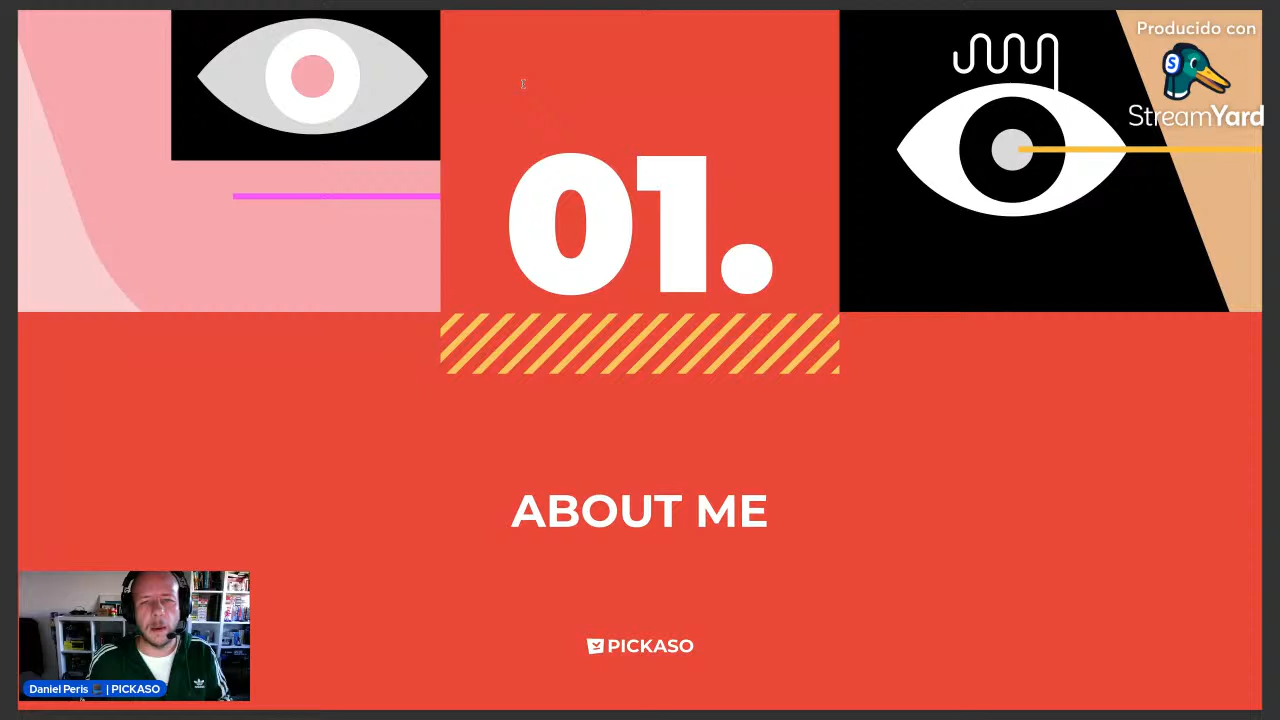 Producido con
StreamYard
01.
ABOUT ME
PICKASO
Daniel Peris | PICKASO